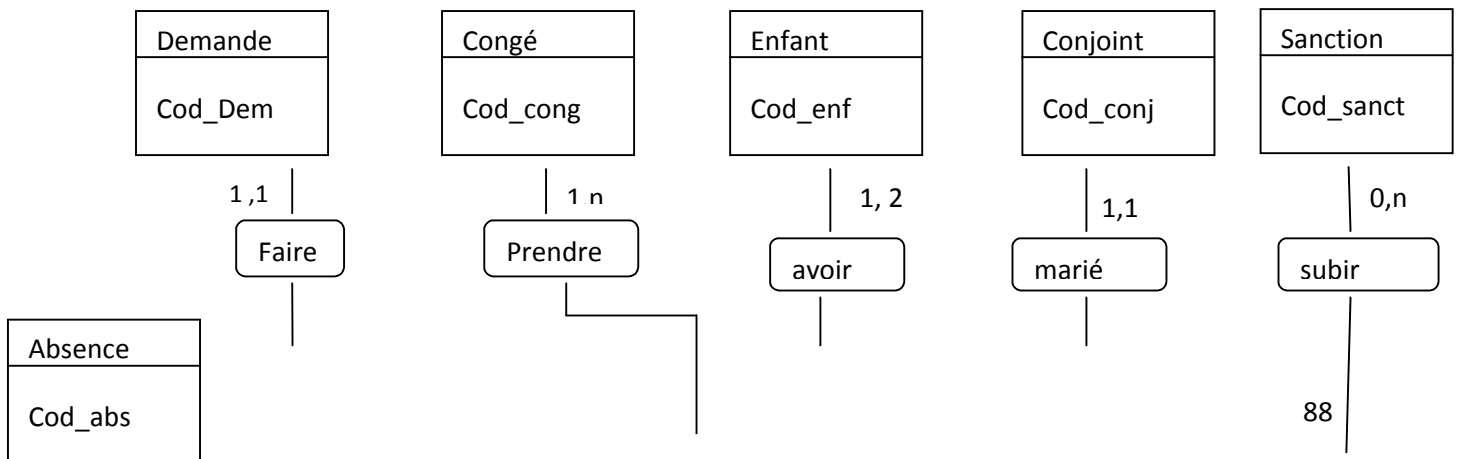 Demande
Cod_Dem
Congé
Cod_cong
Enfant
Cod_enf
Conjoint
Cod_conj
Sanction
Cod_sanct
1 ,1
1,n
1, 2
1,1
0,n
Faire
Prendre
avoir
marié
subir
Absence
Cod_abs
88